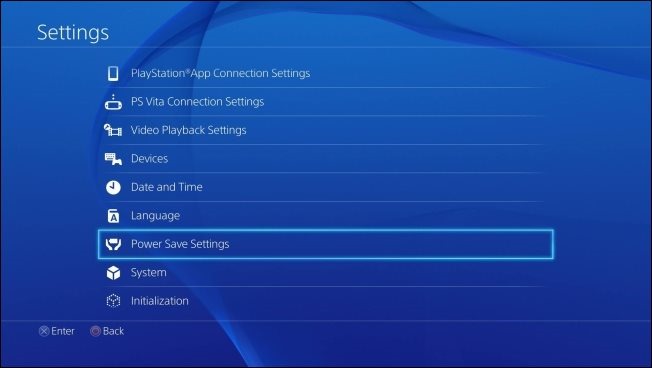 Settings
PlayStation®App Connection Settings
PS Vita Connection Settings
Video Playback Settings
Devices
Date and Time
Language
Power Save Settings
System
Initialization
Enter Back